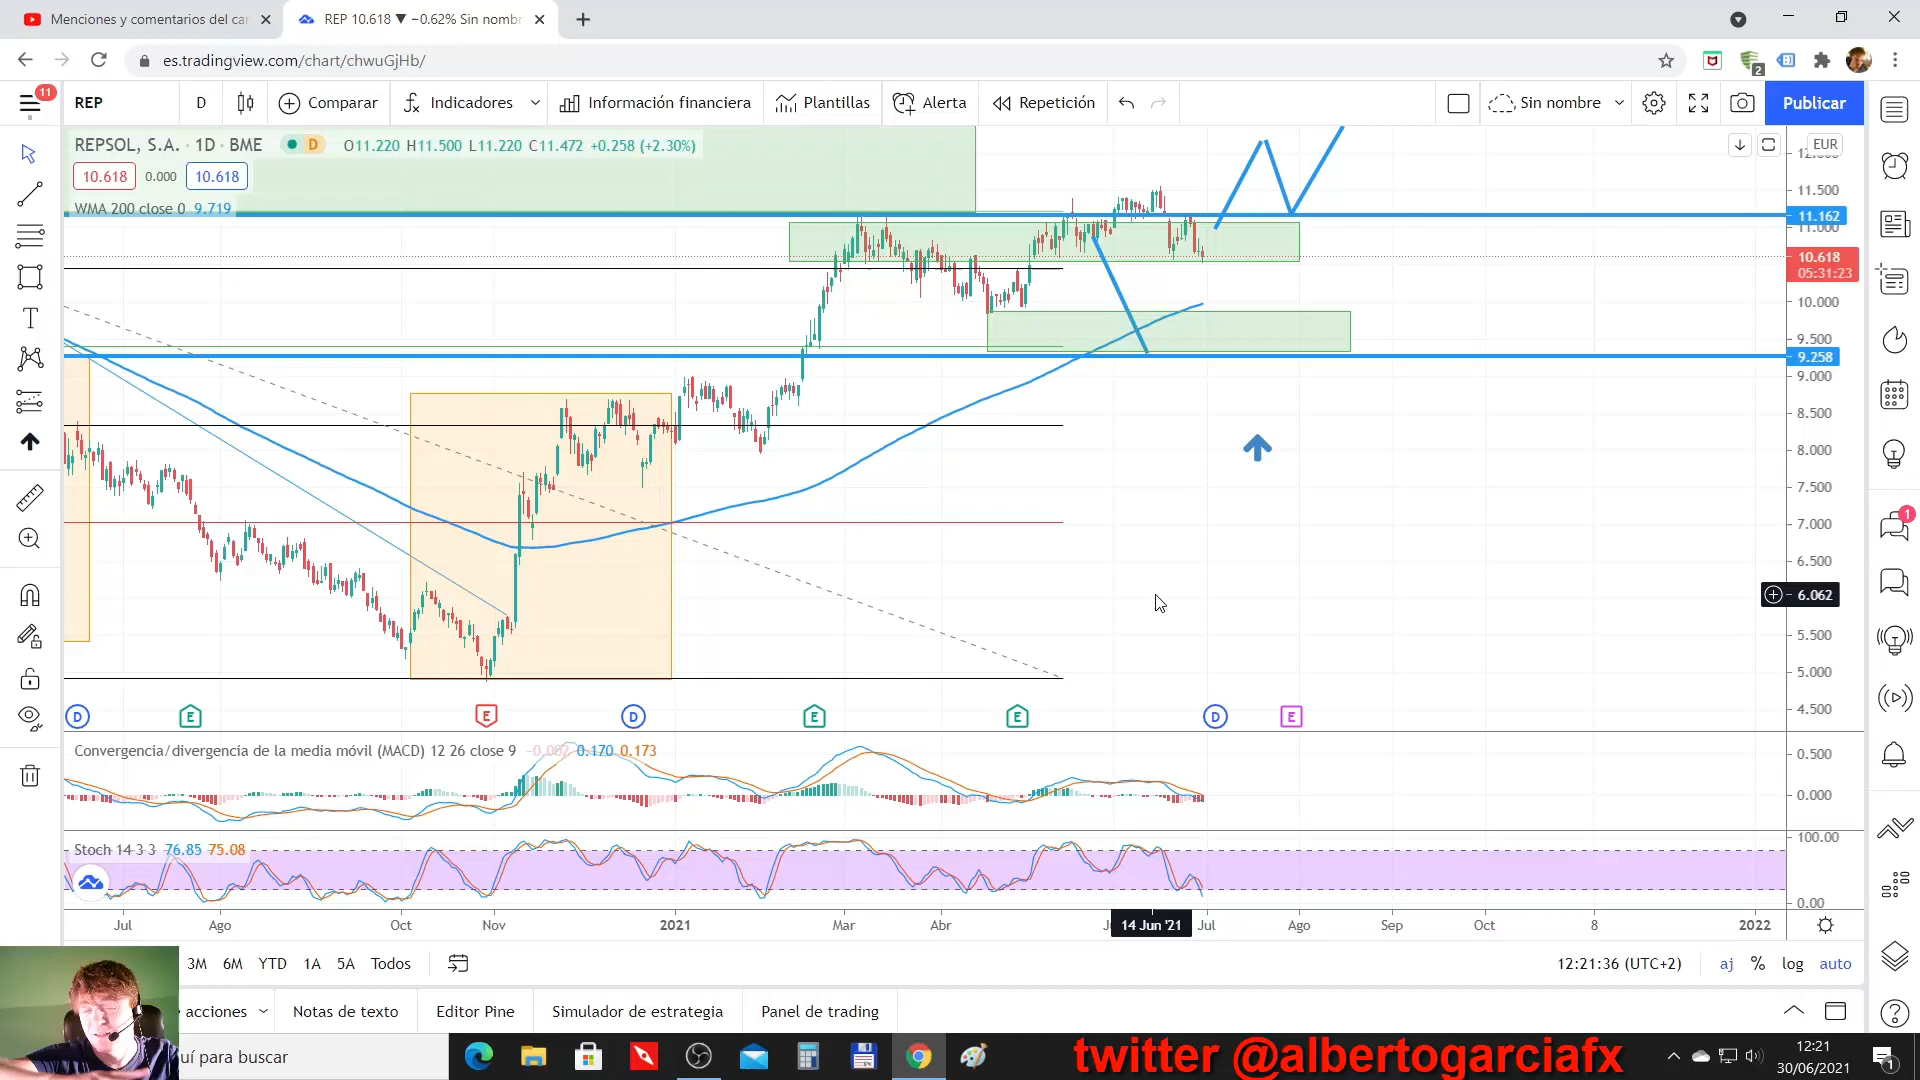 Menciones y comentarios del car
REP 10.618 ▼ −0.62% Sin nombr
es.tradingview.com/chart/chwuGjHb/
2
11
REP
D
Comparar
Indicadores
Información financiera
Plantillas
Alerta
Repetición
Sin nombre
Publicar
REPSOL, S.A. · 1D · BME
D
O11.220 H11.500 L11.220 C11.472 +0.258 (+2.30%)
EUR
10.618
0.000
10.618
WMA 200 close 0 9.719
11.500
11.162
11.000
10.618
05:31:23
10.000
9.500
9.258
9.000
8.500
8.000
7.500
7.000
6.500
6.062
5.500
5.000
4.500
D
E
E
D
E
E
D
E
1
Convergencia/divergencia de la media móvil (MACD) 12 26 close 9 −0.002 0.170 0.173
0.500
0.000
Stoch 14 3 3 76.85 75.08
100.00
0.00
Jul
Ago
Oct
Nov
2021
Mar
Abr
14 Jun '21
Jul
Ago
Sep
Oct
8
2022
3M
6M
YTD
1A
5A
Todos
12:21:36 (UTC+2)
aj
%
log
auto
acciones
Notas de texto
Editor Pine
Simulador de estrategia
Panel de trading
uí para buscar
twitter @albertogarciafx
12:21
30/06/2021
1